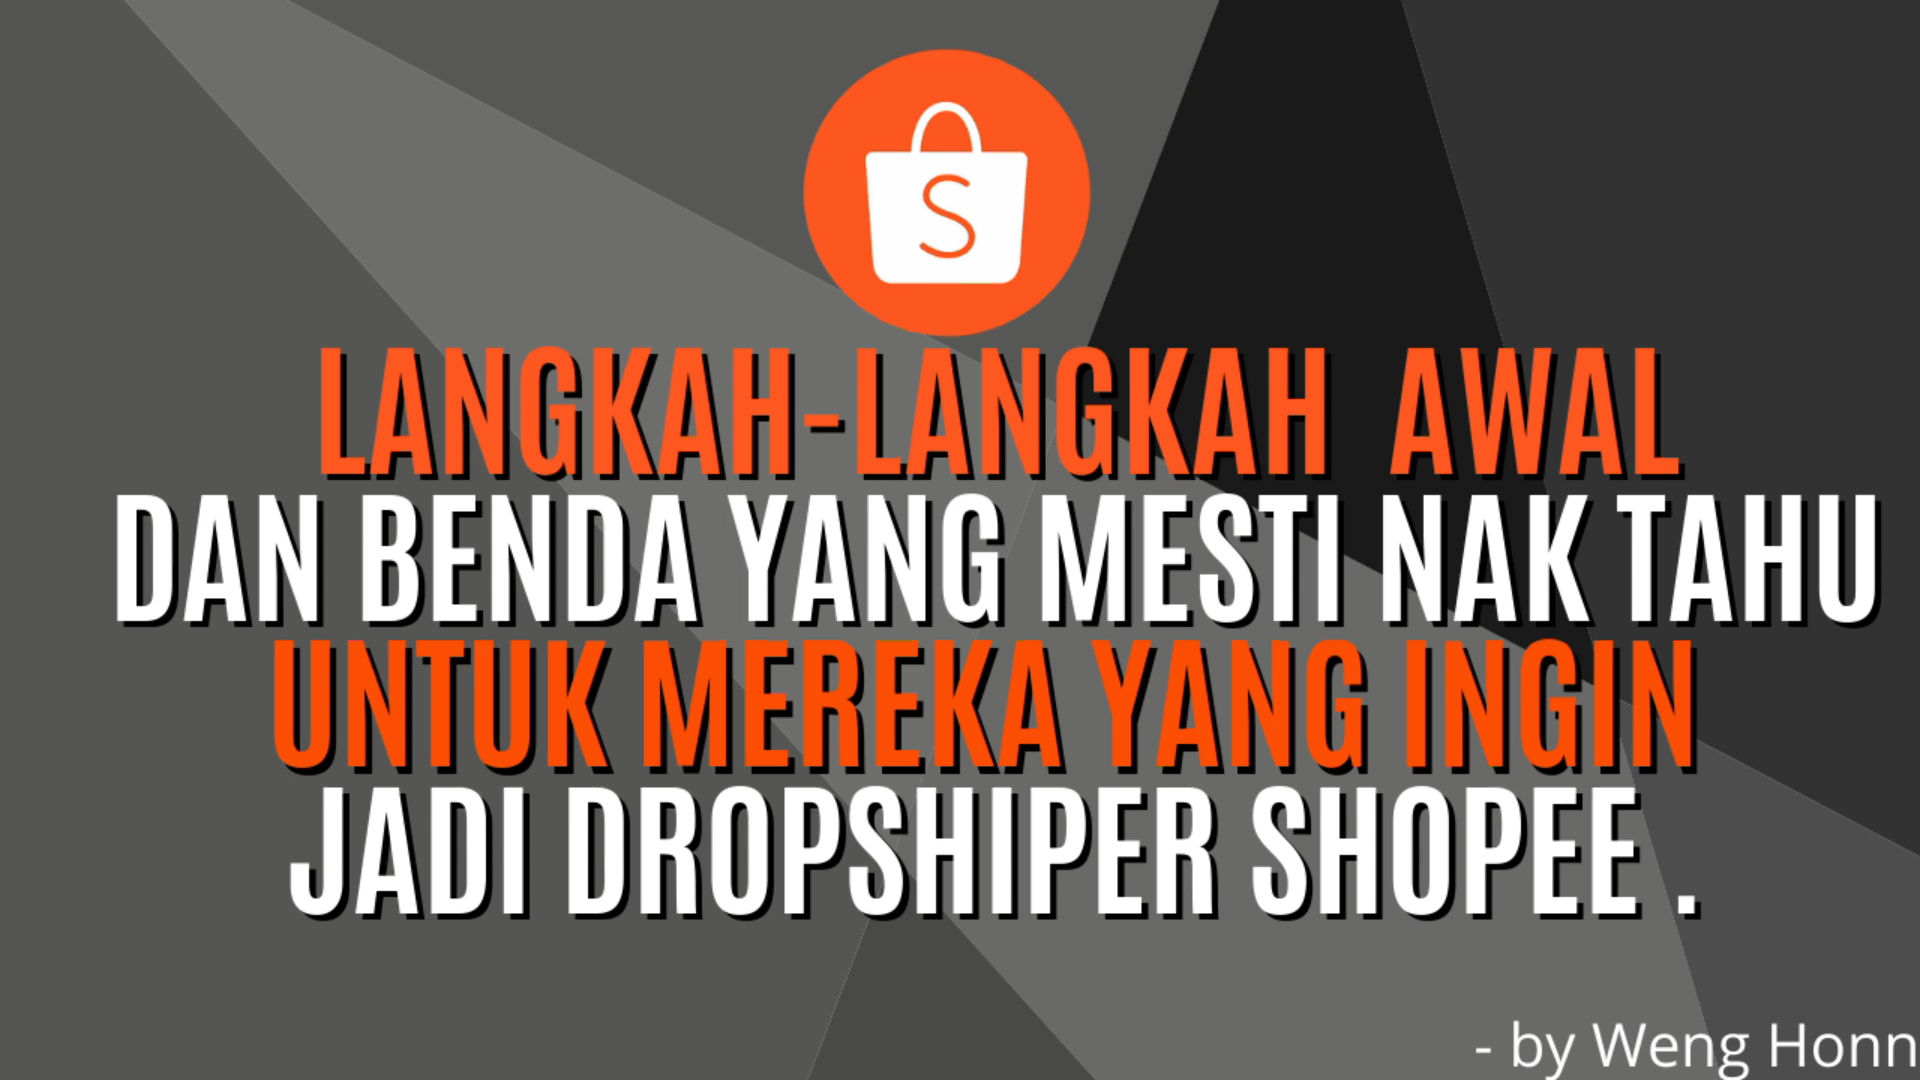 S
LANGKAH-LANGKAH AWAL
DAN BENDA YANG MESTI NAK TAHU
UNTUK MEREKA YANG INGIN
JADI DROPSHIPER SHOPEE .
- by Weng Honn